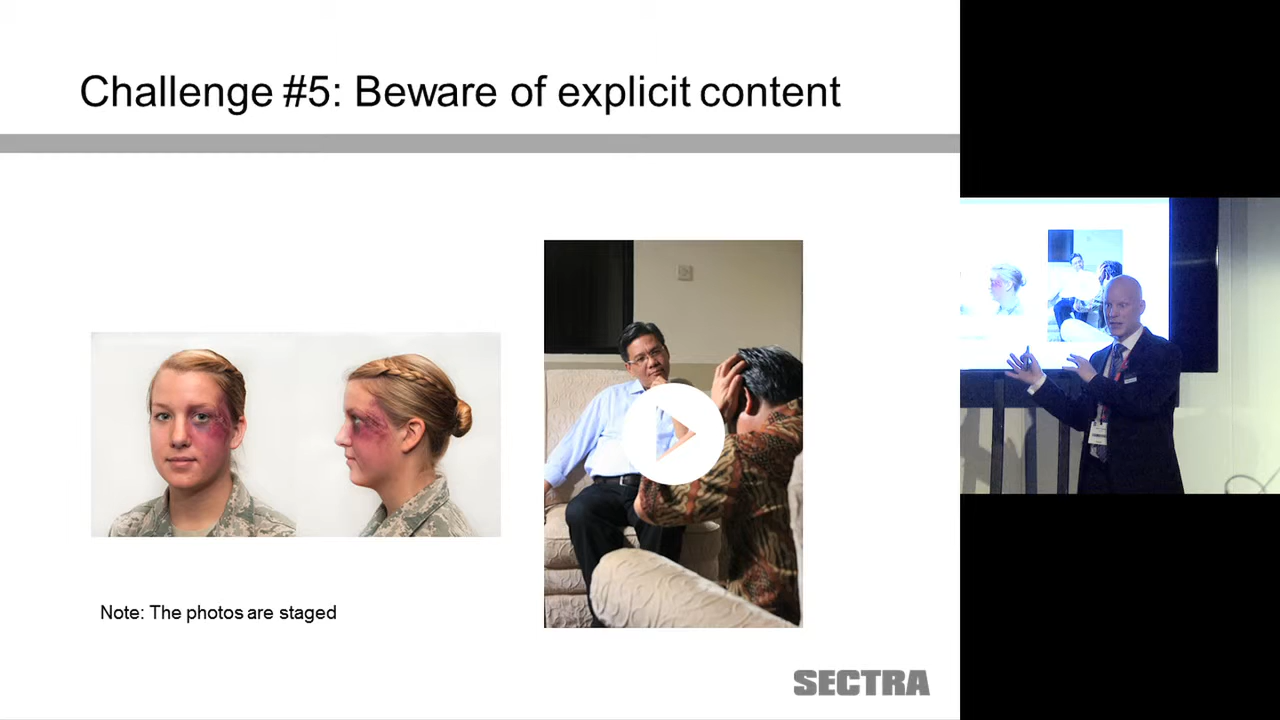 Challenge #5: Beware of explicit content
Note: The photos are staged
SECTRA